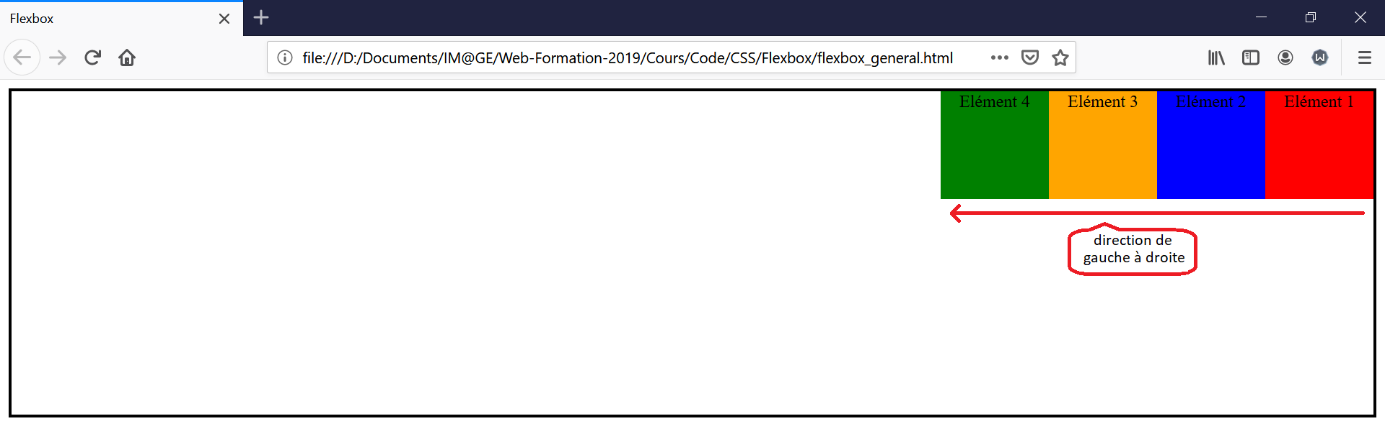 Flexbox
file:///D:/Documents/IM@GE/Web-Formation-2019/Cours/Code/CSS/Flexbox/flexbox_general.html
Elément 4 Elément 3 Elément 2 Elément 1
direction de
gauche à droite